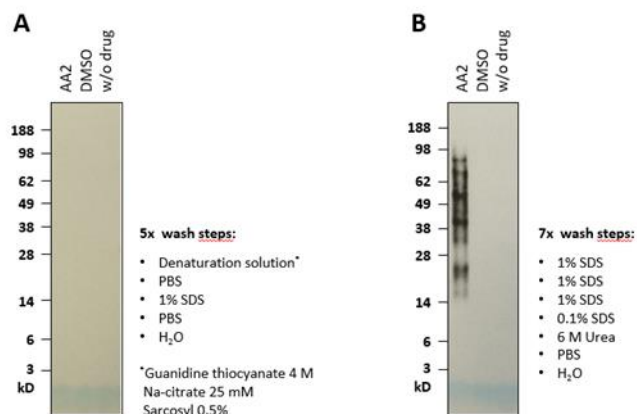 A
AA2
DMSO
w/o drug
188
98
62
49
38
28
14
6
3
kD
5x wash steps:
• Denaturation solution*
• PBS
• 1% SDS
• PBS
• H₂O
*Guanidine thiocyanate 4 M
Na-citrate 25 mM
Sarcosyl 0.5%
B
AA2
DMSO
w/o drug
188
98
62
49
38
28
14
6
3
kD
7x wash steps:
• 1% SDS
• 1% SDS
• 1% SDS
• 0.1% SDS
• 6 M Urea
• PBS
• H₂O